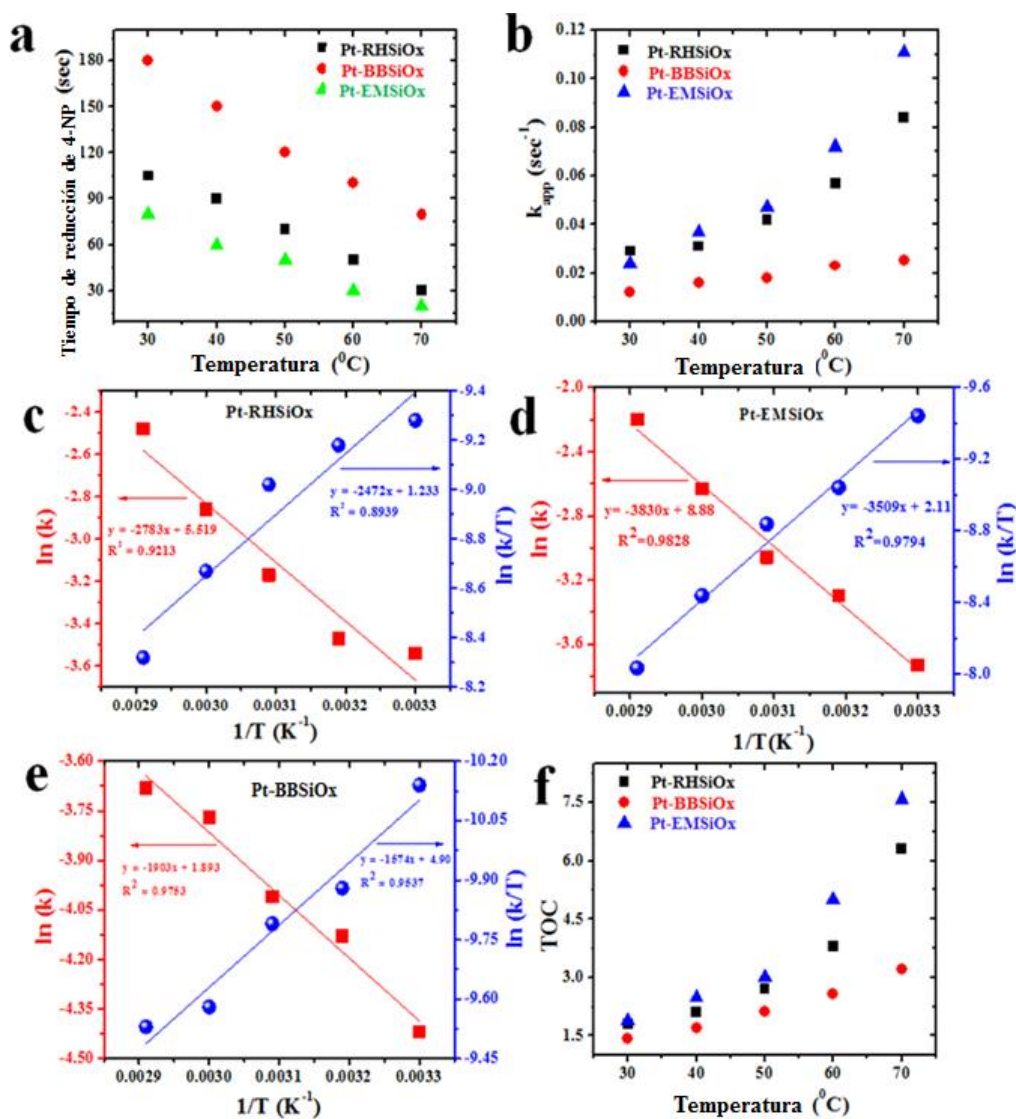 a
Pt-RHSiOx
Pt-BBSiOx
Pt-EMSiOx
Tiempo de reducción de 4-NP (sec)
180
150
120
90
60
30
30 40 50 60 70
Temperatura (⁰C)
b
Pt-RHSiOx
Pt-BBSiOx
Pt-EMSiOx
k_app (sec⁻¹)
0.12
0.10
0.08
0.06
0.04
0.02
0.00
30 40 50 60 70
Temperatura (⁰C)
c
Pt-RHSiOx
ln (k)
-2.4
-2.6
-2.8
-3.0
-3.2
-3.4
-3.6
y = -2783x + 5.519
R² = 0.9213
y = -2472x + 1.233
R² = 0.8939
-9.4
-9.2
-9.0
-8.8
-8.6
-8.4
-8.2
ln (k/T)
0.0029 0.0030 0.0031 0.0032 0.0033
1/T (K⁻¹)
d
Pt-EMSiOx
ln (k)
-2.0
-2.4
-2.8
-3.2
-3.6
y = -3830x + 8.88
R²=0.9828
y= -3509x + 2.11
R²=0.9794
-9.6
-9.2
-8.8
-8.4
-8.0
ln (k/T)
0.0029 0.0030 0.0031 0.0032 0.0033
1/T(K⁻¹)
e
Pt-BBSiOx
ln (k)
-3.60
-3.75
-3.90
-4.05
-4.20
-4.35
-4.50
y = -1903x + 1.893
R² = 0.9753
y = -1574x + 4.90
R² = 0.9537
-10.20
-10.05
-9.90
-9.75
-9.60
-9.45
ln (k/T)
0.0029 0.0030 0.0031 0.0032 0.0033
1/T (K⁻¹)
f
Pt-RHSiOx
Pt-BBSiOx
Pt-EMSiOx
TOC
7.5
6.0
4.5
3.0
1.5
30 40 50 60 70
Temperatura (⁰C)